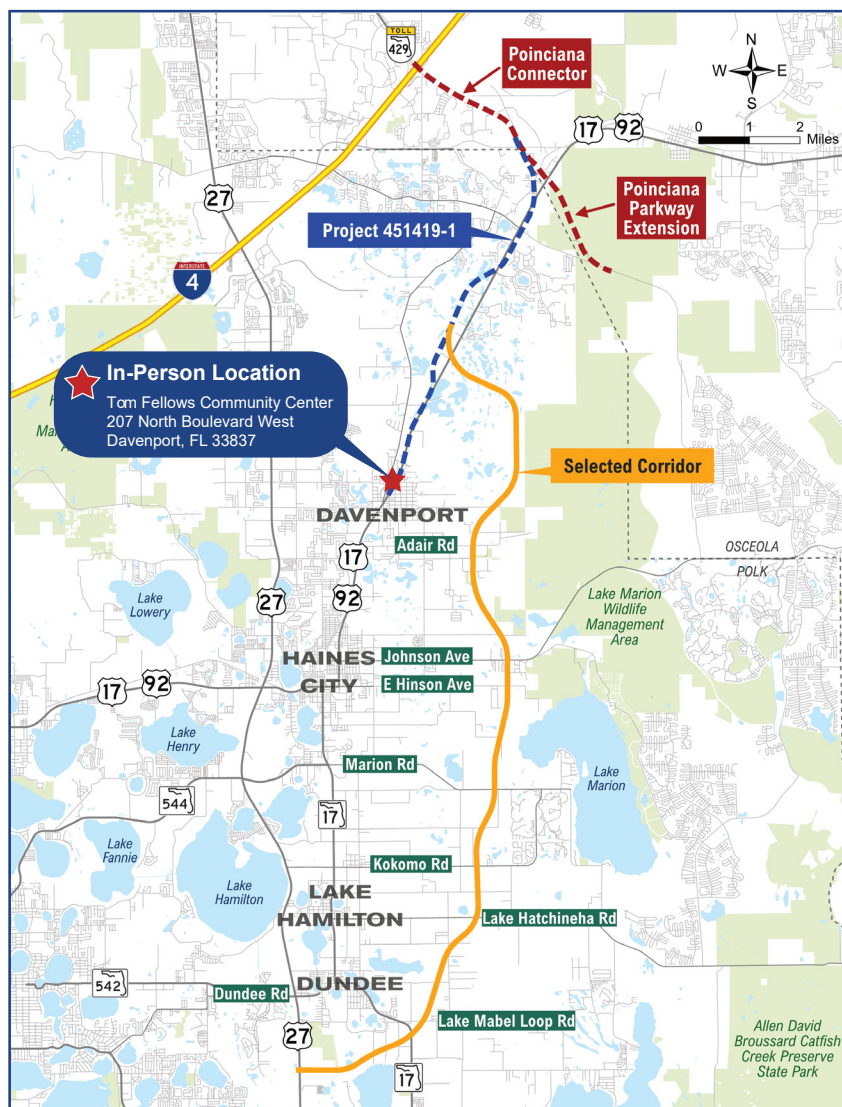 TOLL
429
Poinciana
Connector
N
W
E
S
17
92
0
1
2
Miles
27
Poinciana
Parkway
Extension
Project 451419-1
INTERSTATE
4
In-Person Location
Tom Fellows Community Center
207 North Boulevard West
Davenport, FL 33837
Selected Corridor
DAVENPORT
17
Adair Rd
OSCEOLA
POLK
92
27
Lake
Lowery
Lake Marion
Wildlife
Management
Area
HAINES
Johnson Ave
CITY
E Hinson Ave
17
92
Lake
Henry
Marion Rd
Lake
Marion
544
17
Lake
Fannie
Kokomo Rd
Lake
Hamilton
LAKE
HAMILTON
Lake Hatchineha Rd
DUNDEE
542
Dundee Rd
Lake Mabel Loop Rd
27
17
Allen David
Broussard Catfish
Creek Preserve
State Park